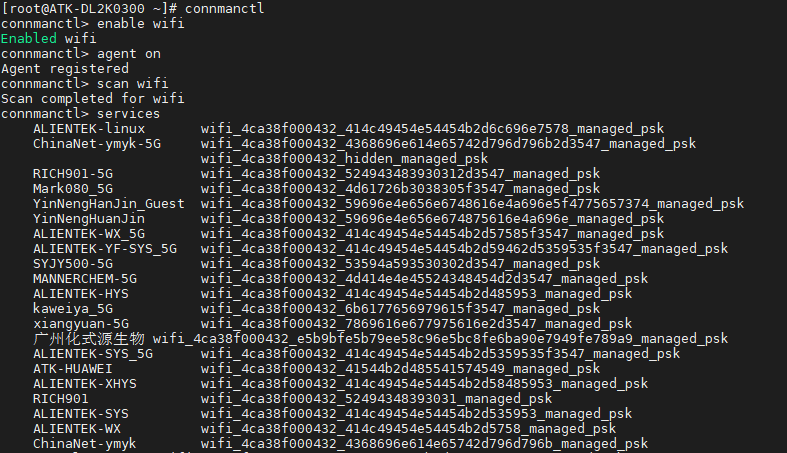 [root@ATK-DL2K0300 ~]# connmanctl
connmanctl> enable wifi
Enabled wifi
connmanctl> agent on
Agent registered
connmanctl> scan wifi
Scan completed for wifi
connmanctl> services
ALIENTEK-linux wifi_4ca38f000432_414c49454e54454b2d6c696e7578_managed_psk
ChinaNet-ymyk-5G wifi_4ca38f000432_4368696e614e65742d796d796b2d3547_managed_psk
wifi_4ca38f000432_hidden_managed_psk
RICH901-5G wifi_4ca38f000432_524943483930312d3547_managed_psk
Mark080_5G wifi_4ca38f000432_4d61726b3038305f3547_managed_psk
YinNengHanJin_Guest wifi_4ca38f000432_59696e4e656e6748616e4a696e5f4775657374_managed_psk
YinNengHuanJin wifi_4ca38f000432_59696e4e656e674875616e4a696e_managed_psk
ALIENTEK-WX_5G wifi_4ca38f000432_414c49454e54454b2d57585f3547_managed_psk
ALIENTEK-YF-SYS_5G wifi_4ca38f000432_414c49454e54454b2d59462d5359535f3547_managed_psk
SYJY500-5G wifi_4ca38f000432_53594a593530302d3547_managed_psk
MANNERCHEM-5G wifi_4ca38f000432_4d414e4e45524348454d2d3547_managed_psk
ALIENTEK-HYS wifi_4ca38f000432_414c49454e54454b2d485953_managed_psk
kaweiya_5G wifi_4ca38f000432_6b6177656979615f3547_managed_psk
xiangyuan-5G wifi_4ca38f000432_7869616e677975616e2d3547_managed_psk
广州化式源生物 wifi_4ca38f000432_e5b9bfe5b79ee58c96e5bc8fe6ba90e7949fe789a9_managed_psk
ALIENTEK-SYS_5G wifi_4ca38f000432_414c49454e54454b2d5359535f3547_managed_psk
ATK-HUAWEI wifi_4ca38f000432_41544b2d485541574549_managed_psk
ALIENTEK-XHYS wifi_4ca38f000432_414c49454e54454b2d58485953_managed_psk
RICH901 wifi_4ca38f000432_52494348393031_managed_psk
ALIENTEK-SYS wifi_4ca38f000432_414c49454e54454b2d535953_managed_psk
ALIENTEK-WX wifi_4ca38f000432_414c49454e54454b2d5758_managed_psk
ChinaNet-ymyk wifi_4ca38f000432_4368696e614e65742d796d796b_managed_psk